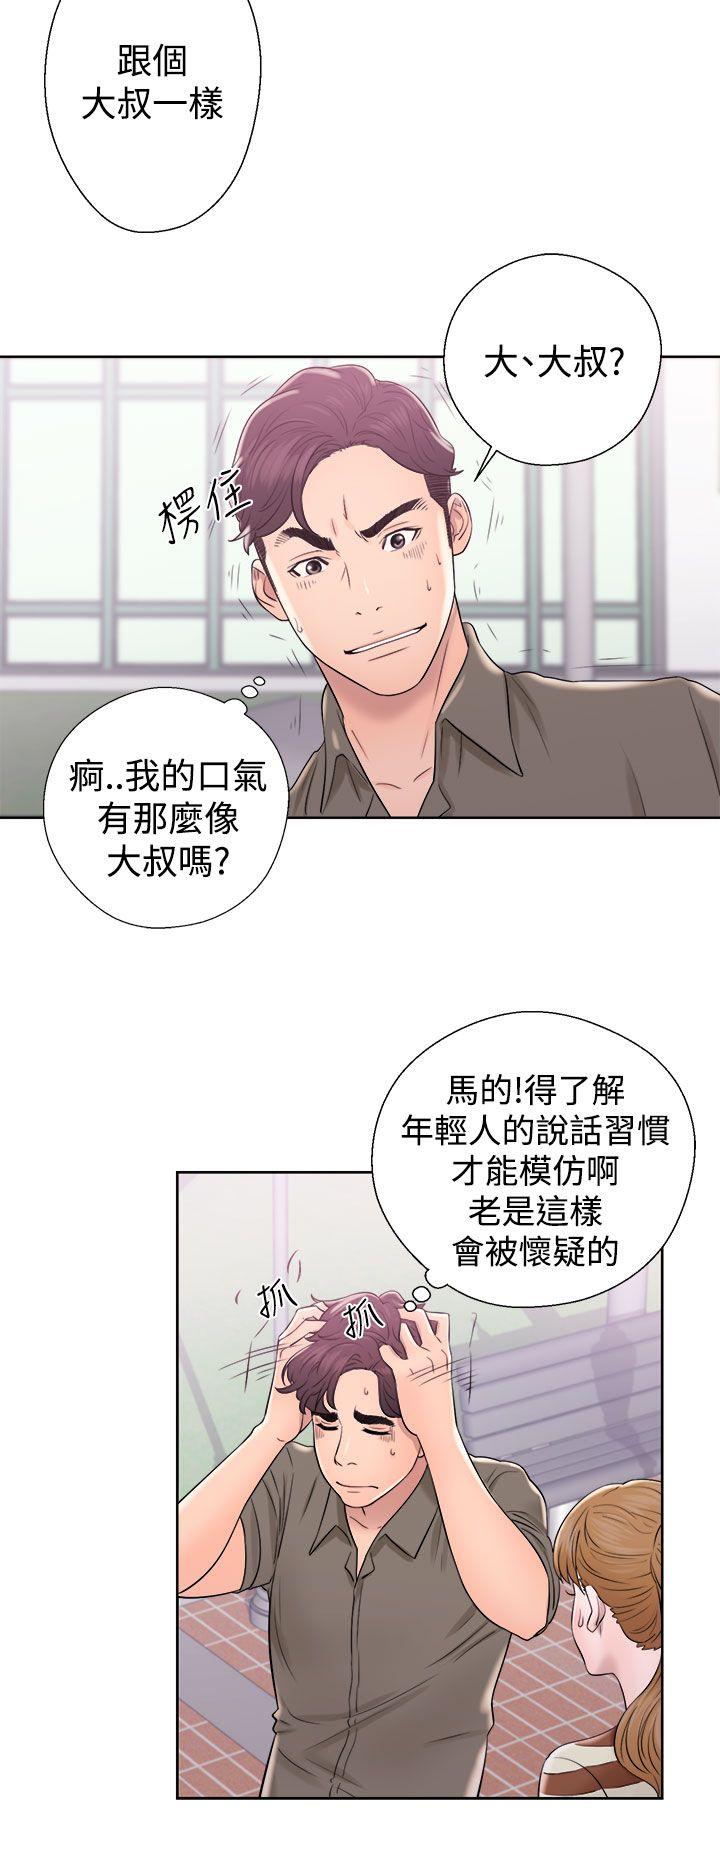 跟個
大叔一樣
大、大叔?
楞住
痾..我的口氣
有那麼像
大叔嗎?
馬的!得了解
年輕人的說話習慣
才能模仿啊
老是這樣
會被懷疑的
抓
抓